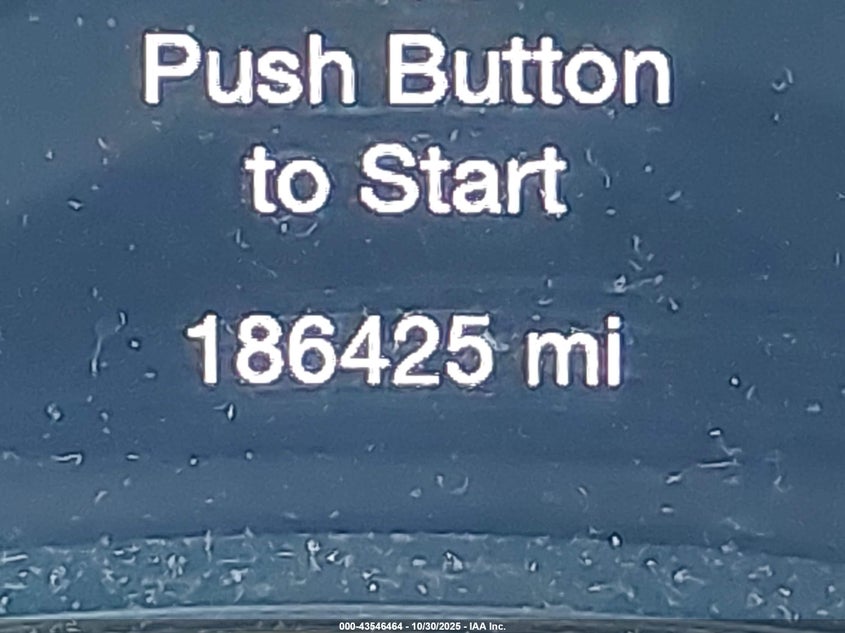 Push Button
to Start
186425 mi
000-43546464 - 10/30/2025 - IAA Inc.